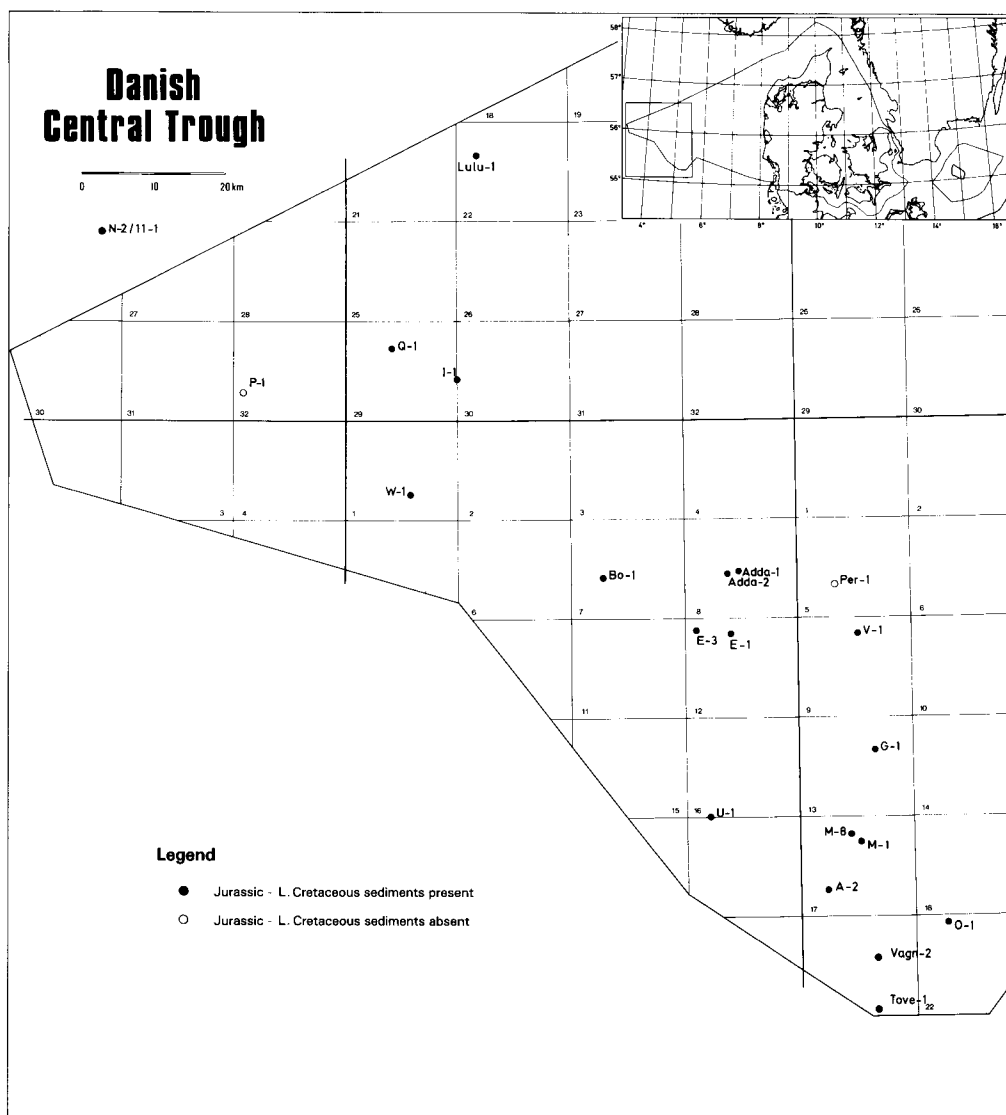 Danish
Central Trough
0 10 20km
N-2/11-1
58°
57°
56°
55°
4° 6° 8° 10° 12° 14° 16°
18 19
Lulu-1
21 22 23
27 28 25 26 27 28 25 26
Q-1
I-1
P-1
30 31 32 29 30 31 32 29 30
W-1
3 4 1 2 3 4 1 2
Bo-1
Adda-1
Adda-2
Per-1
6 7 8 5 6
E-3
E-1
V-1
11 12 9 10
G-1
15 16 13 14
U-1
M-8
M-1
A-2
17 18
O-1
Vagn-2
Tove-1
22
Legend
Jurassic - L. Cretaceous sediments present
Jurassic - L. Cretaceous sediments absent